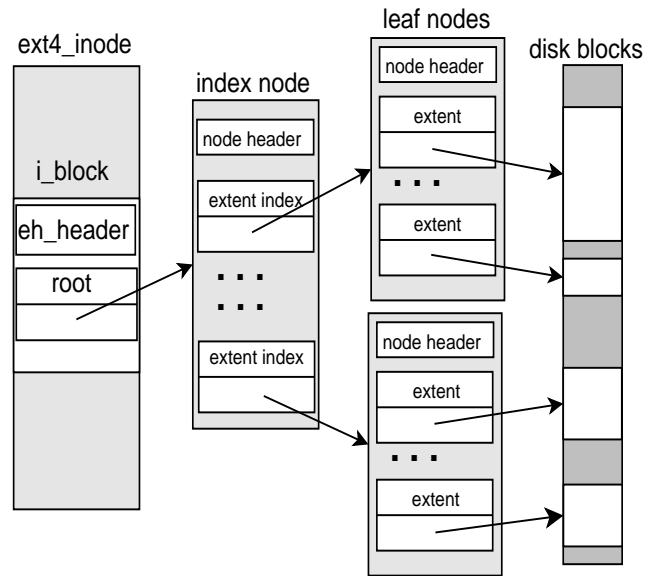 ext4_inode
i_block
eh_header
root
index node
node header
extent index
. . .
. . .
extent index
leaf nodes
node header
extent
. . .
extent
node header
extent
. . .
extent
disk blocks